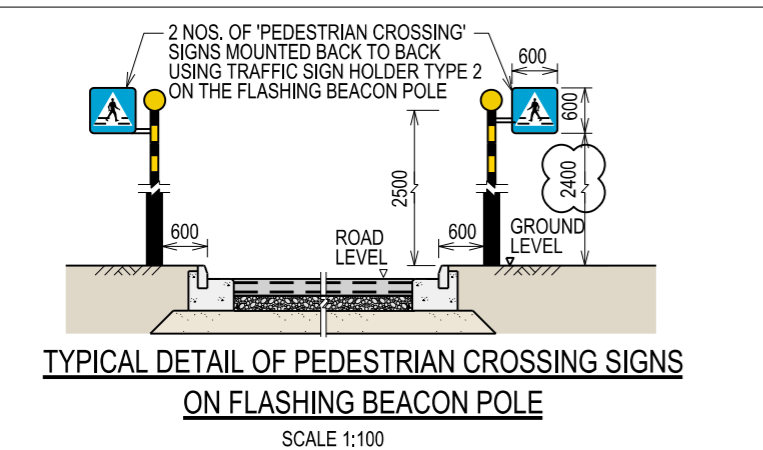 2 NOS. OF 'PEDESTRIAN CROSSING'
SIGNS MOUNTED BACK TO BACK
USING TRAFFIC SIGN HOLDER TYPE 2
ON THE FLASHING BEACON POLE
600
600
2400
2500
600
ROAD
LEVEL
600
GROUND
LEVEL
TYPICAL DETAIL OF PEDESTRIAN CROSSING SIGNS
ON FLASHING BEACON POLE
SCALE 1:100